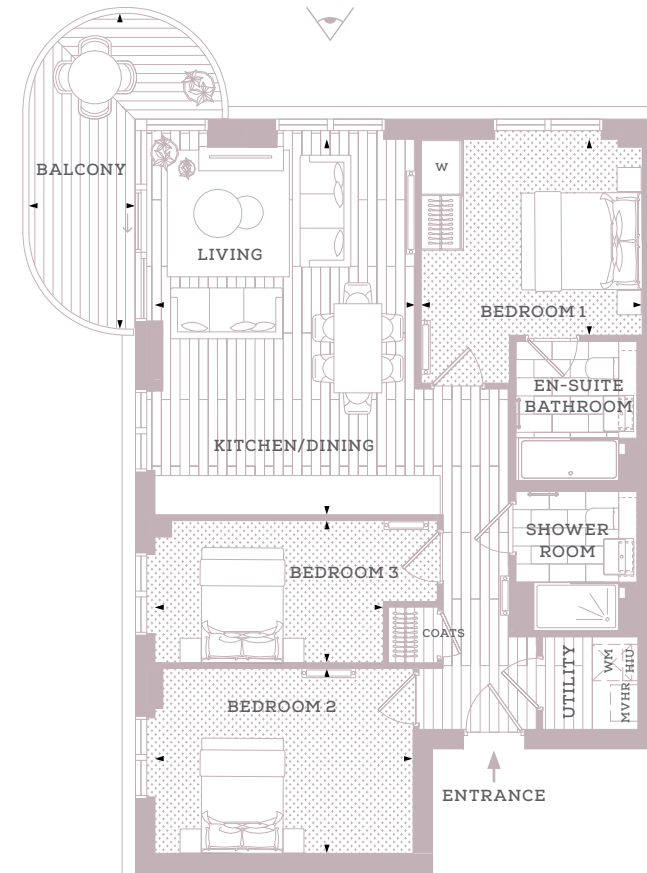 BALCONY
W
LIVING
BEDROOM 1
EN-SUITE
BATHROOM
KITCHEN/DINING
SHOWER
ROOM
BEDROOM 3
COATS
UTILITY
WM
HIU
MVHR
BEDROOM 2
ENTRANCE